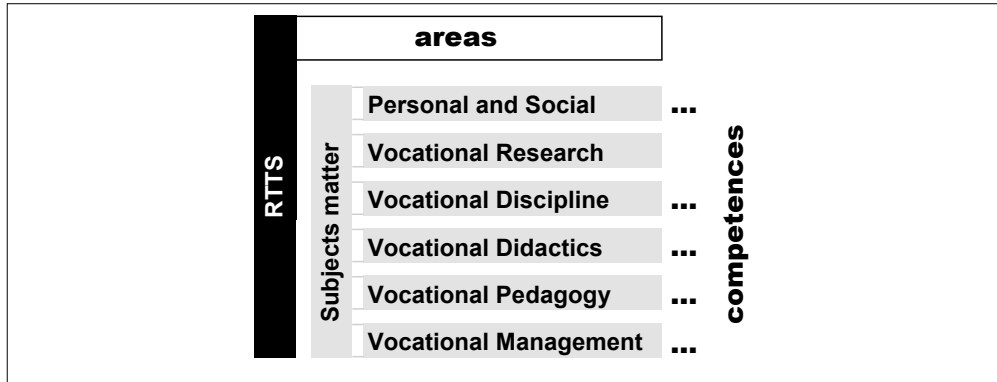 areas
RTTS
Subjects matter
Personal and Social ...
Vocational Research
Vocational Discipline ...
Vocational Didactics ...
Vocational Pedagogy ...
Vocational Management ...
competences